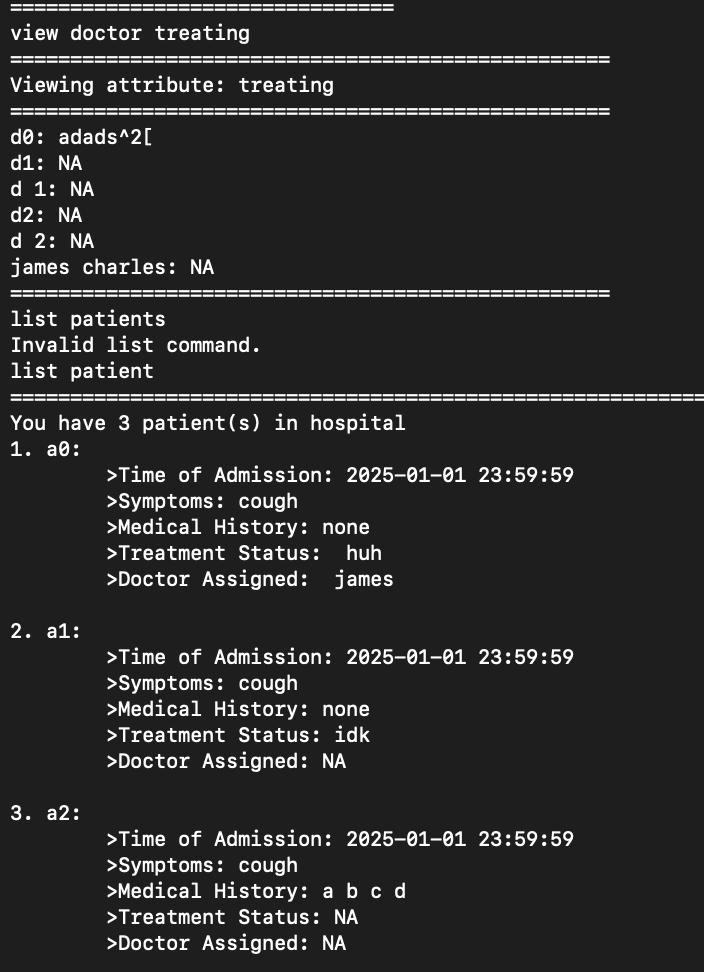 ================================
view doctor treating
==================================================
Viewing attribute: treating
==================================================
d0: adads^2[
d1: NA
d 1: NA
d2: NA
d 2: NA
james charles: NA
==================================================
list patients
Invalid list command.
list patient
==========================================================
You have 3 patient(s) in hospital
1. a0:
>Time of Admission: 2025-01-01 23:59:59
>Symptoms: cough
>Medical History: none
>Treatment Status:  huh
>Doctor Assigned:  james
2. a1:
>Time of Admission: 2025-01-01 23:59:59
>Symptoms: cough
>Medical History: none
>Treatment Status: idk
>Doctor Assigned: NA
3. a2:
>Time of Admission: 2025-01-01 23:59:59
>Symptoms: cough
>Medical History: a b c d
>Treatment Status: NA
>Doctor Assigned: NA